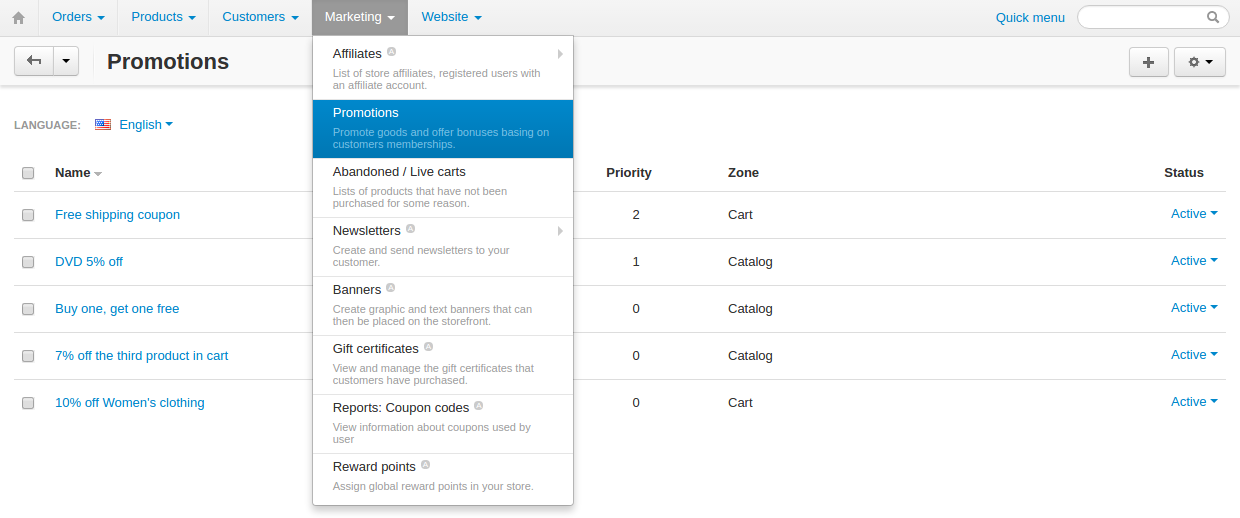 Orders Products Customers Marketing Website Quick menu
Promotions
LANGUAGE: English
Affiliates A
List of store affiliates, registered users with
an affiliate account.
Promotions
Promote goods and offer bonuses basing on
customers memberships.
Abandoned / Live carts
Lists of products that have not been
purchased for some reason.
Newsletters A
Create and send newsletters to your
customer.
Banners A
Create graphic and text banners that can
then be placed on the storefront.
Gift certificates A
View and manage the gift certificates that
customers have purchased.
Reports: Coupon codes A
View information about coupons used by
user
Reward points A
Assign global reward points in your store.
Name Priority Zone Status
Free shipping coupon 2 Cart Active
DVD 5% off 1 Catalog Active
Buy one, get one free 0 Catalog Active
7% off the third product in cart 0 Catalog Active
10% off Women's clothing 0 Cart Active